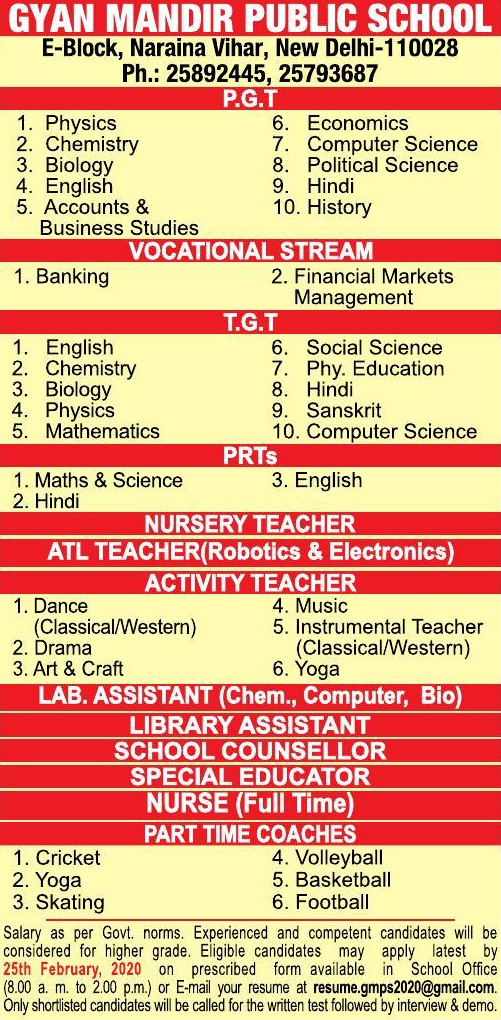 GYAN MANDIR PUBLIC SCHOOL
E-Block, Naraina Vihar, New Delhi-110028
Ph.: 25892445, 25793687
P.G.T
1. Physics
2. Chemistry
3. Biology
4. English
5. Accounts &
Business Studies
6. Economics
7. Computer Science
8. Political Science
9. Hindi
10. History
VOCATIONAL STREAM
1. Banking
2. Financial Markets
Management
T.G.T
1. English
2. Chemistry
3. Biology
4. Physics
5. Mathematics
6. Social Science
7. Phy. Education
8. Hindi
9. Sanskrit
10. Computer Science
PRTs
1. Maths & Science
2. Hindi
3. English
NURSERY TEACHER
ATL TEACHER(Robotics & Electronics)
ACTIVITY TEACHER
1. Dance
(Classical/Western)
2. Drama
3. Art & Craft
4. Music
5. Instrumental Teacher
(Classical/Western)
6. Yoga
LAB. ASSISTANT (Chem., Computer, Bio)
LIBRARY ASSISTANT
SCHOOL COUNSELLOR
SPECIAL EDUCATOR
NURSE (Full Time)
PART TIME COACHES
1. Cricket
2. Yoga
3. Skating
4. Volleyball
5. Basketball
6. Football
Salary as per Govt. norms. Experienced and competent candidates will be
considered for higher grade. Eligible candidates may apply latest by
25th February, 2020 on prescribed form available in School Office
(8.00 a. m. to 2.00 p.m.) or E-mail your resume at resume.gmps2020@gmail.com.
Only shortlisted candidates will be called for the written test followed by interview & demo.